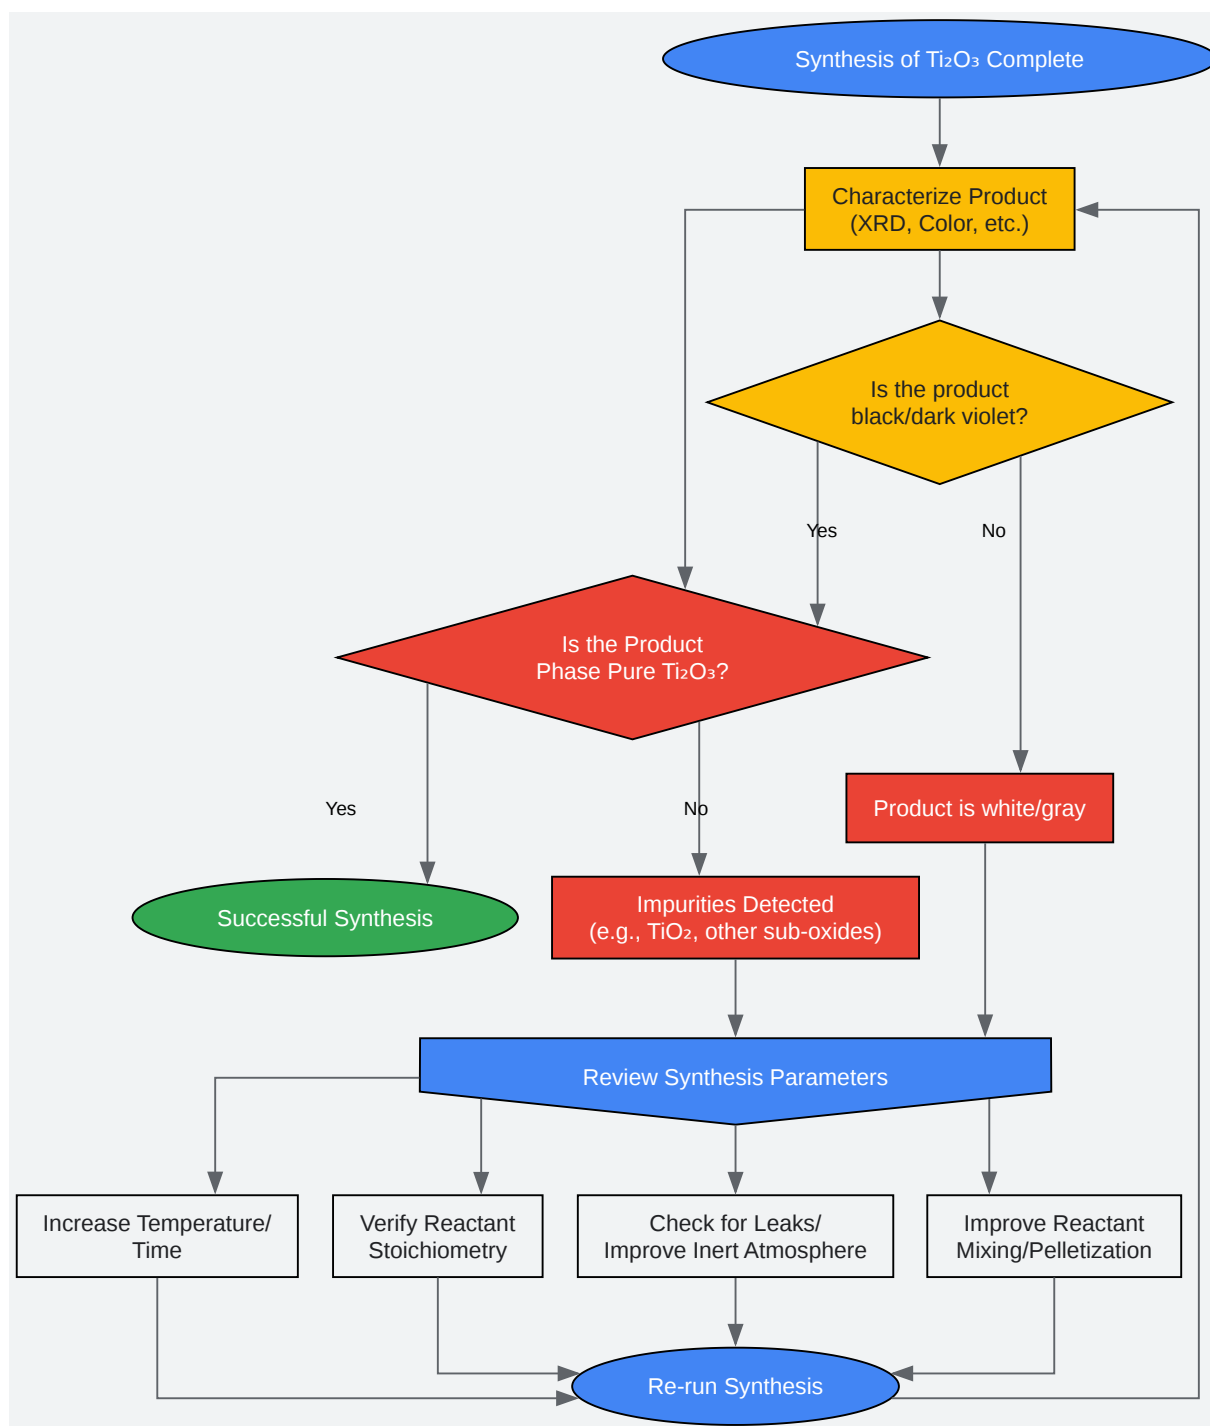 Synthesis of Ti₂O₃ Complete
Characterize Product
(XRD, Color, etc.)
Is the product
black/dark violet?
Yes
No
Is the Product
Phase Pure Ti₂O₃?
Yes
No
Product is white/gray
Successful Synthesis
Impurities Detected
(e.g., TiO₂, other sub-oxides)
Review Synthesis Parameters
Increase Temperature/
Time
Verify Reactant
Stoichiometry
Check for Leaks/
Improve Inert Atmosphere
Improve Reactant
Mixing/Pelletization
Re-run Synthesis